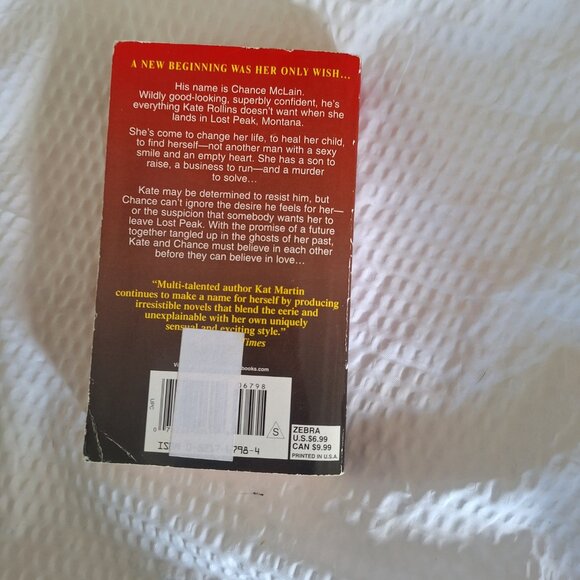 A NEW BEGINNING WAS HER ONLY WISH...
His name is Chance McLain.
Wildly good-looking, superbly confident, he's
everything Kate Rollins doesn't want when she
lands in Lost Peak, Montana.
She's come to change her life, to heal her child,
to find herself—not another man with a sexy
smile and an empty heart. She has a son to
raise, a business to run—and a murder
to solve...
Kate may be determined to resist him, but
Chance can't ignore the desire he feels for her—
or the suspicion that somebody wants her to
leave Lost Peak. With the promise of a future
together tangled up in the ghosts of her past,
Kate and Chance must believe in each other
before they can believe in love...
"Multi-talented author Kat Martin
continues to make a name for herself by producing
irresistible novels that blend the eerie and
unexplainable with her own uniquely
sensual and exciting style."
Times
books.com
UPC
06798
S
798-4
ZEBRA
U.S.$6.99
CAN $9.99
PRINTED IN U.S.A.